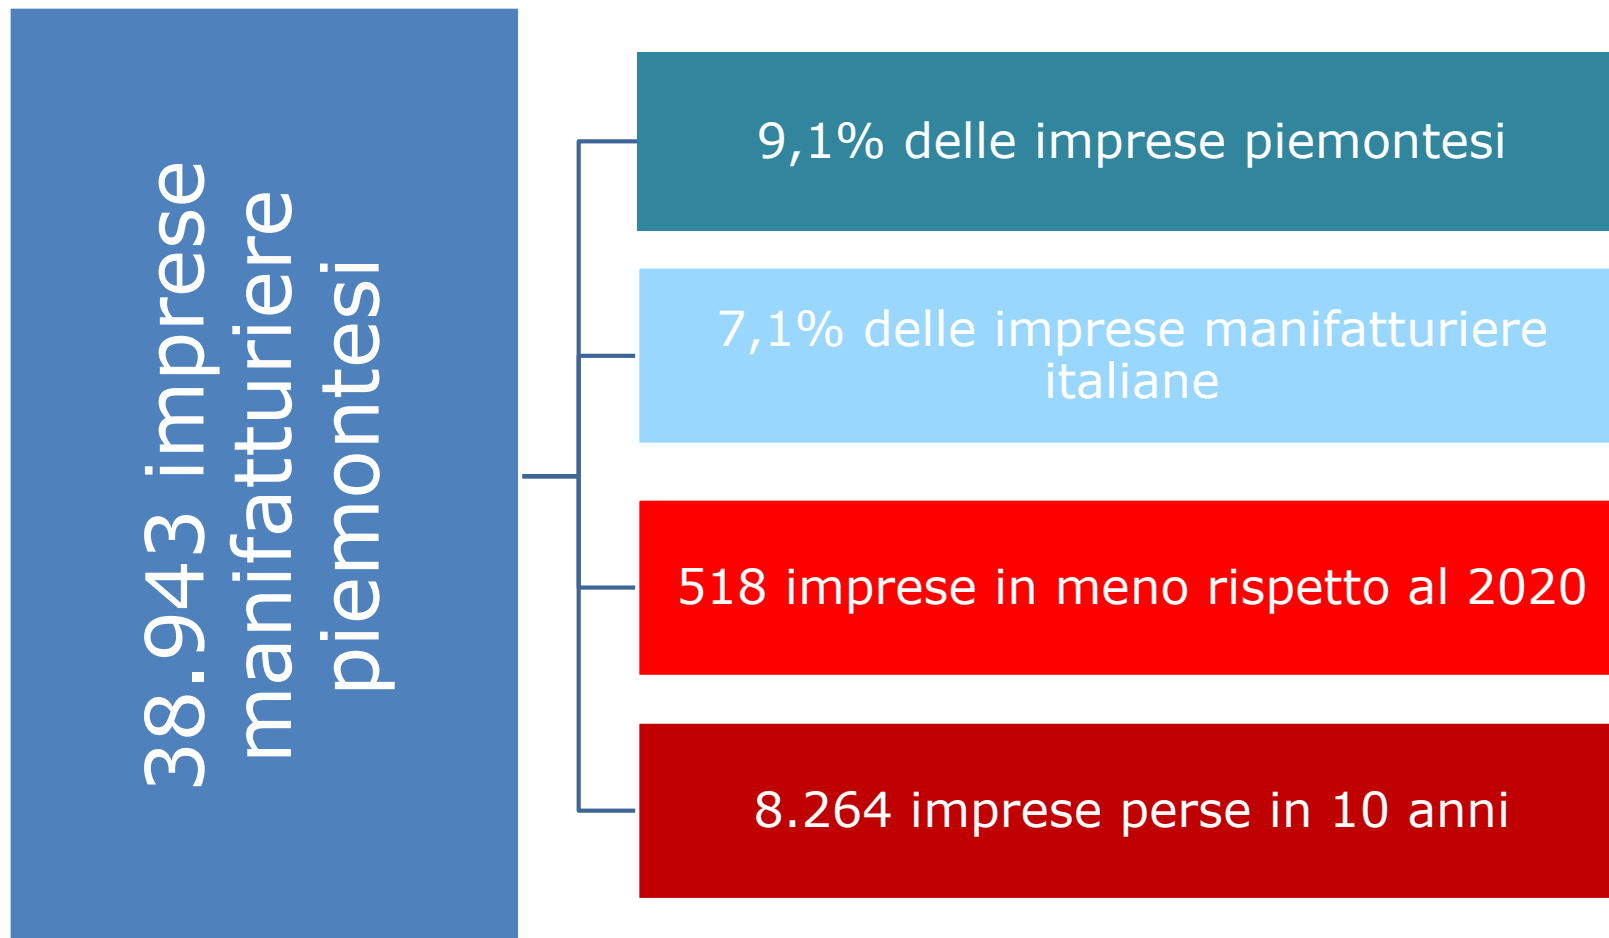 38.943 imprese
manifatturiere
piemontesi
9,1% delle imprese piemontesi
7,1% delle imprese manifatturiere
italiane
518 imprese in meno rispetto al 2020
8.264 imprese perse in 10 anni